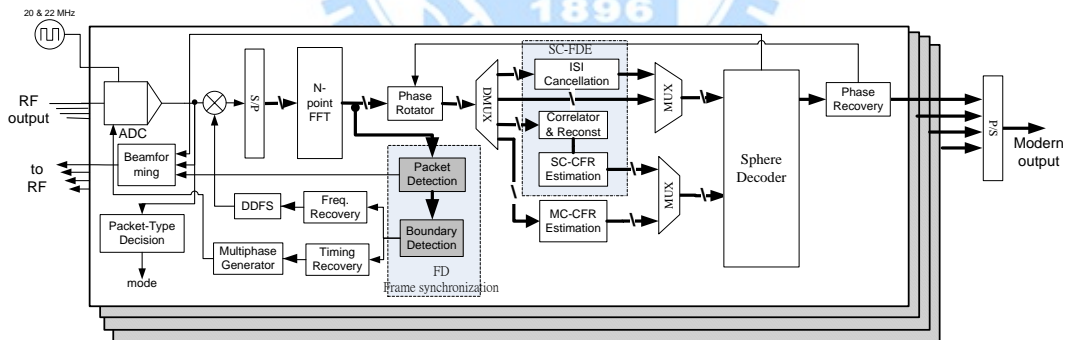 1896
20 & 22 MHz
RF
output
ADC
to
RF
Beamfor
ming
Packet-Type
Decision
mode
S/P
N-
point
FFT
DDFS
Freq.
Recovery
Multiphase
Generator
Timing
Recovery
Phase
Rotator
Packet
Detection
Boundary
Detection
FD
Frame synchronization
DMUX
SC-FDE
ISI
Cancellation
Correlator
& Reconst
SC-CFR
Estimation
MC-CFR
Estimation
MUX
MUX
Sphere
Decoder
Phase
Recovery
P/S
Modern
output